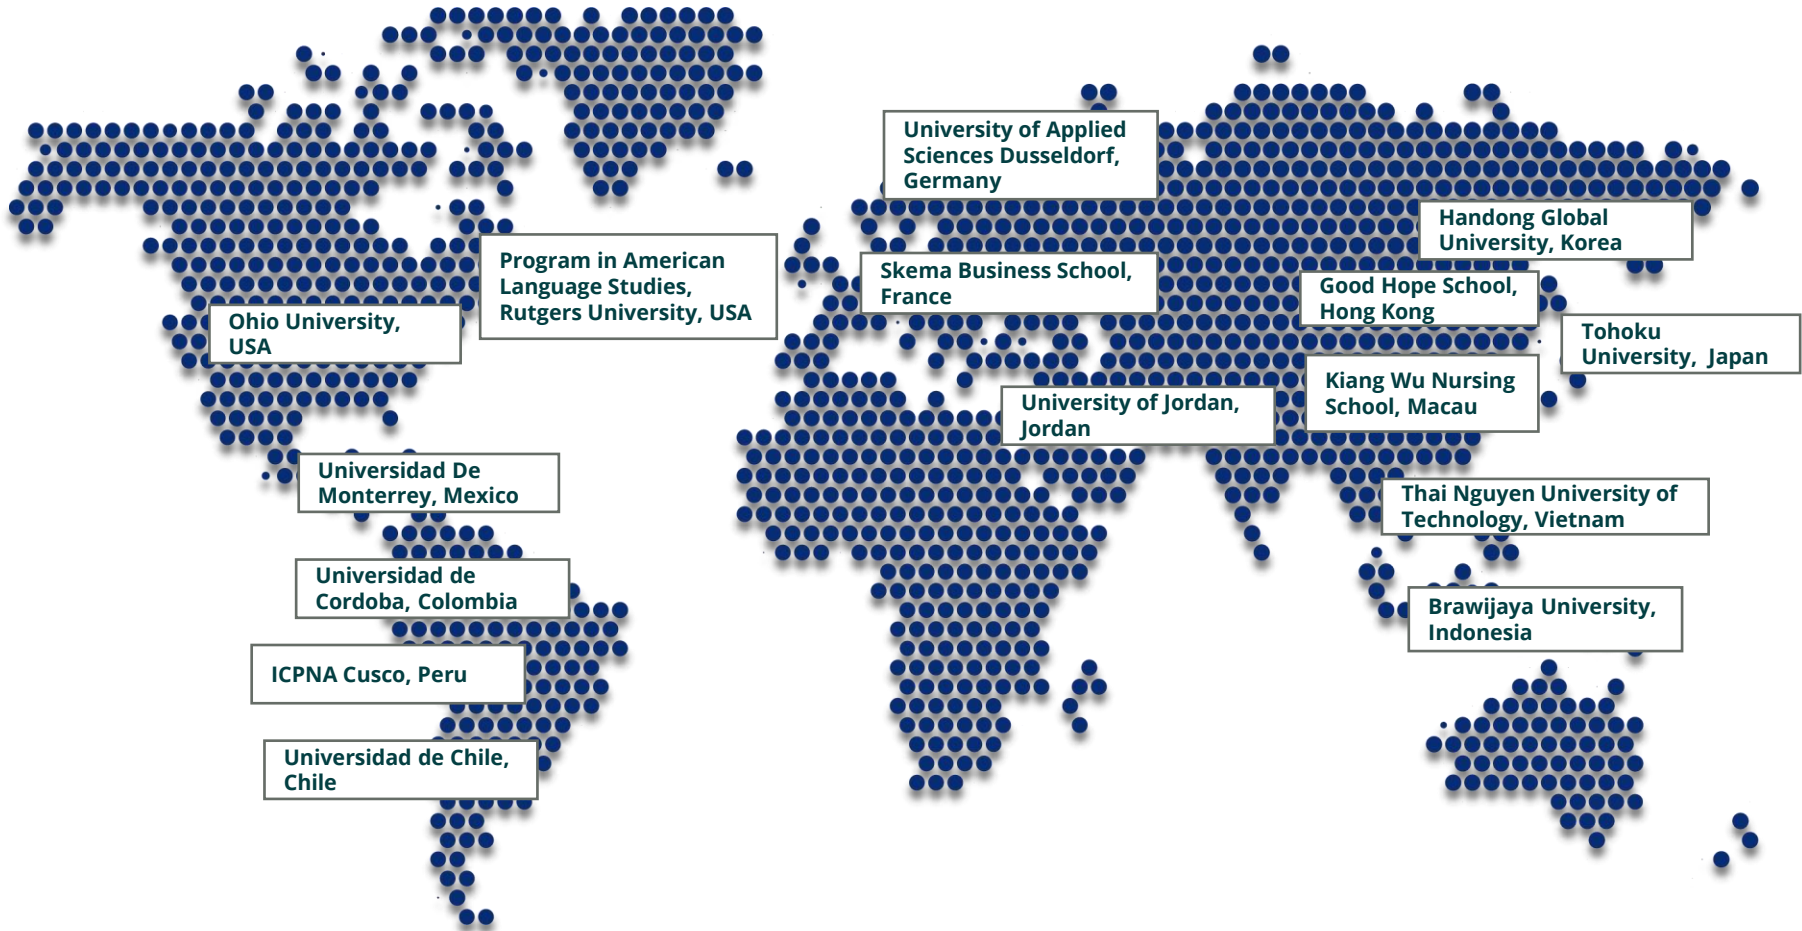 University of Applied
Sciences Dusseldorf,
Germany
Handong Global
University, Korea
Program in American
Language Studies,
Rutgers University, USA
Skema Business School,
France
Good Hope School,
Hong Kong
Ohio University,
USA
Tohoku
University, Japan
Kiang Wu Nursing
School, Macau
University of Jordan,
Jordan
Universidad De
Monterrey, Mexico
Thai Nguyen University of
Technology, Vietnam
Universidad de
Cordoba, Colombia
Brawijaya University,
Indonesia
ICPNA Cusco, Peru
Universidad de Chile,
Chile